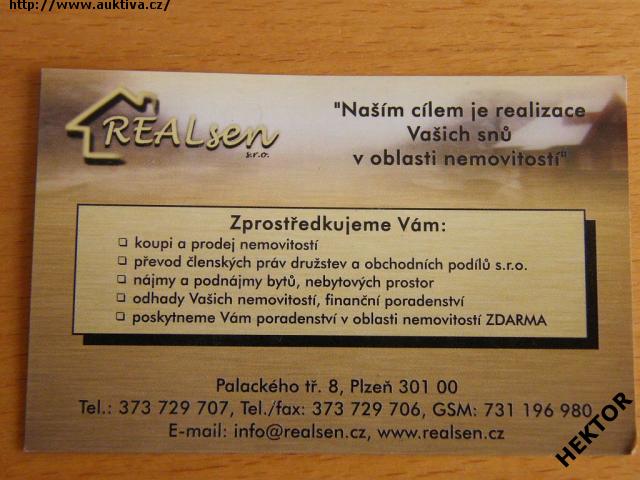 http://www.auktiva.cz/
REALsen
s.r.o.
"Naším cílem je realizace
Vašich snů
v oblasti nemovitostí"
Zprostředkujeme Vám:
❑ koupi a prodej nemovitostí
❑ převod členských práv družstev a obchodních podílů s.r.o.
❑ nájmy a podnájmy bytů, nebytových prostor
❑ odhady Vašich nemovitostí, finanční poradenství
❑ poskytneme Vám poradenství v oblasti nemovitostí ZDARMA
Palackého tř. 8, Plzeň 301 00
Tel.: 373 729 707, Tel./fax: 373 729 706, GSM: 731 196 980
E-mail: info@realsen.cz, www.realsen.cz
HEKTOR